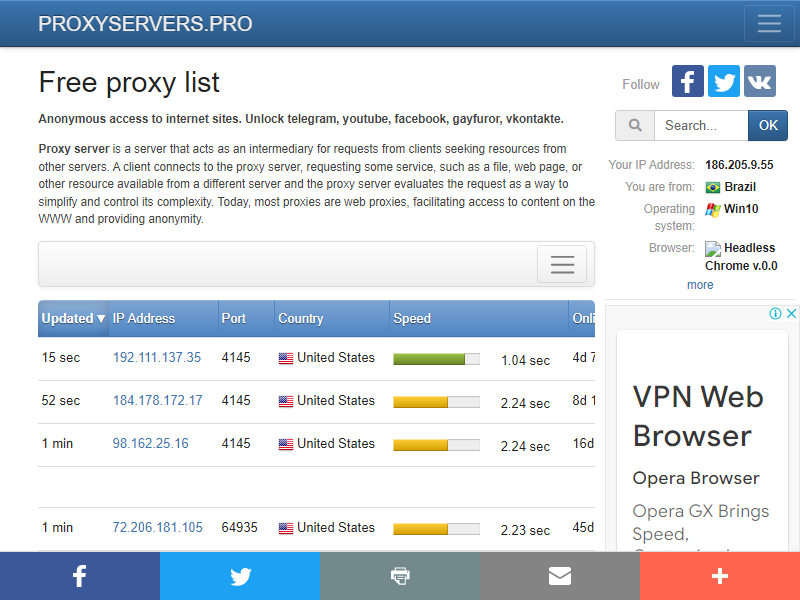 PROXYSERVERS.PRO
Free proxy list
Anonymous access to internet sites. Unlock telegram, youtube, facebook, gayfuror, vkontakte.
Proxy server is a server that acts as an intermediary for requests from clients seeking resources from
other servers. A client connects to the proxy server, requesting some service, such as a file, web page, or
other resource available from a different server and the proxy server evaluates the request as a way to
simplify and control its complexity. Today, most proxies are web proxies, facilitating access to content on the
WWW and providing anonymity.
Updated ▾ IP Address Port Country Speed Onli
15 sec 192.111.137.35 4145 United States 1.04 sec 4d 7
52 sec 184.178.172.17 4145 United States 2.24 sec 8d 1
1 min 98.162.25.16 4145 United States 2.24 sec 16d
1 min 72.206.181.105 64935 United States 2.23 sec 45d
Follow
Search... OK
Your IP Address: 186.205.9.55
You are from: Brazil
Operating Win10
system:
Browser: Headless
Chrome v.0.0
more
VPN Web
Browser
Opera Browser
Opera GX Brings
Speed,